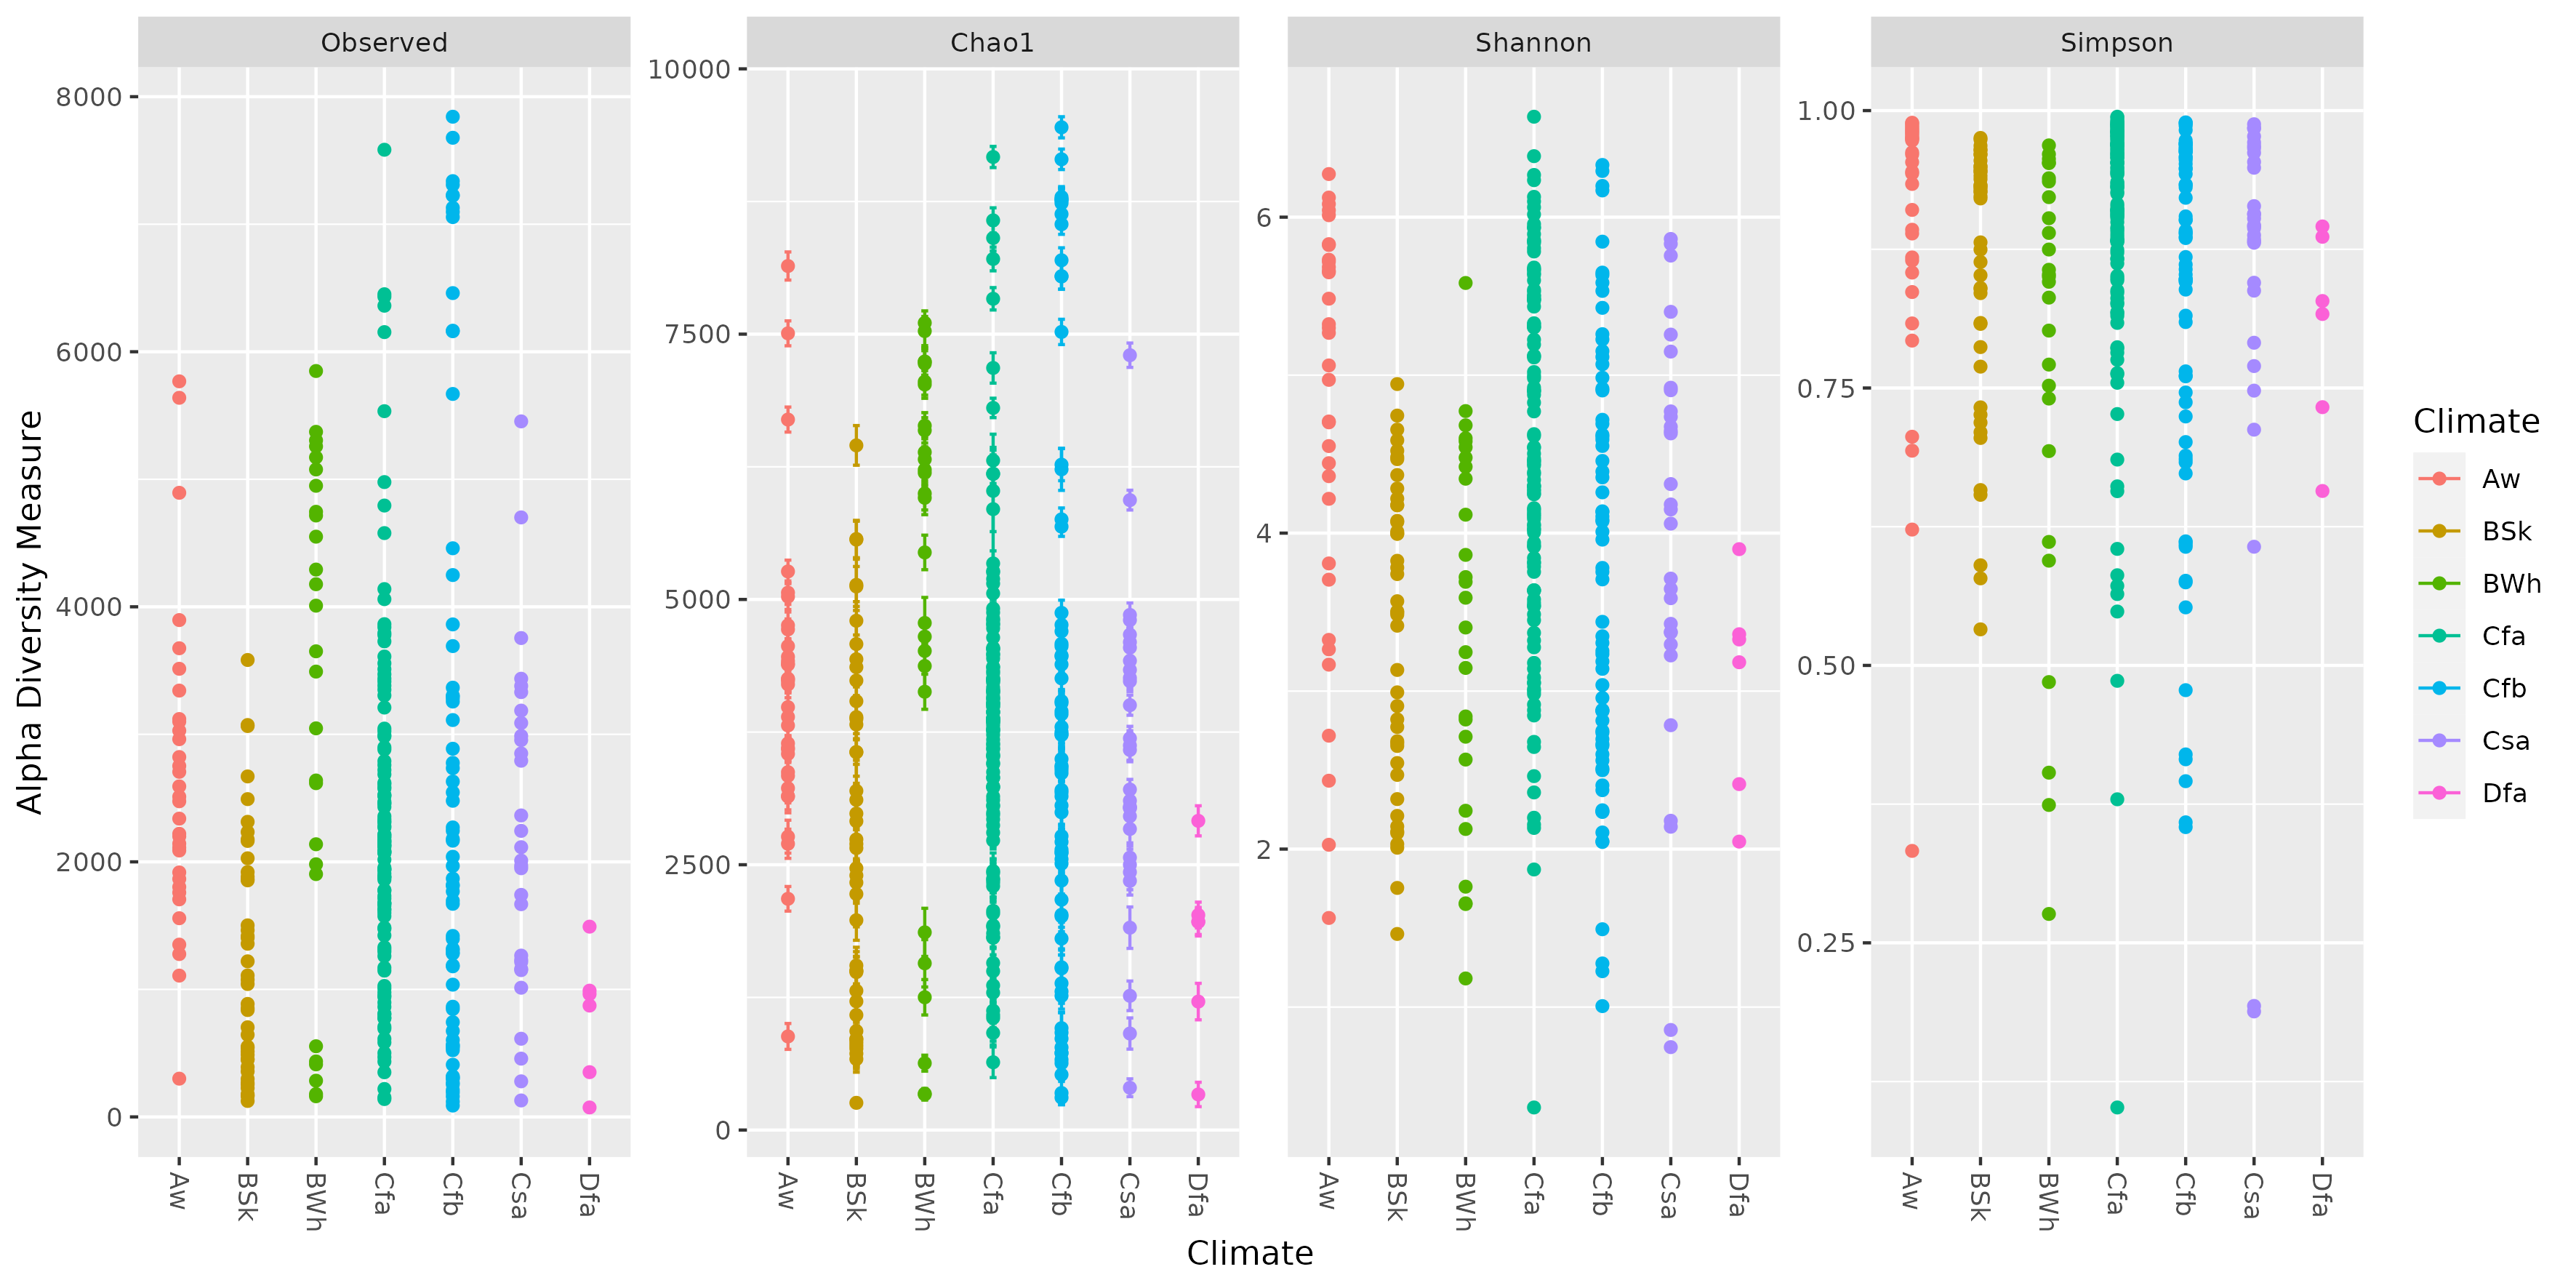 Observed
Chao1
Shannon
Simpson
Alpha Diversity Measure
8000
6000
4000
2000
0
10000
7500
5000
2500
0
6
4
2
1.00
0.75
0.50
0.25
Aw BSk BWh Cfa Cfb Csa Dfa
Aw BSk BWh Cfa Cfb Csa Dfa
Aw BSk BWh Cfa Cfb Csa Dfa
Aw BSk BWh Cfa Cfb Csa Dfa
Climate
Climate
Aw
BSk
BWh
Cfa
Cfb
Csa
Dfa